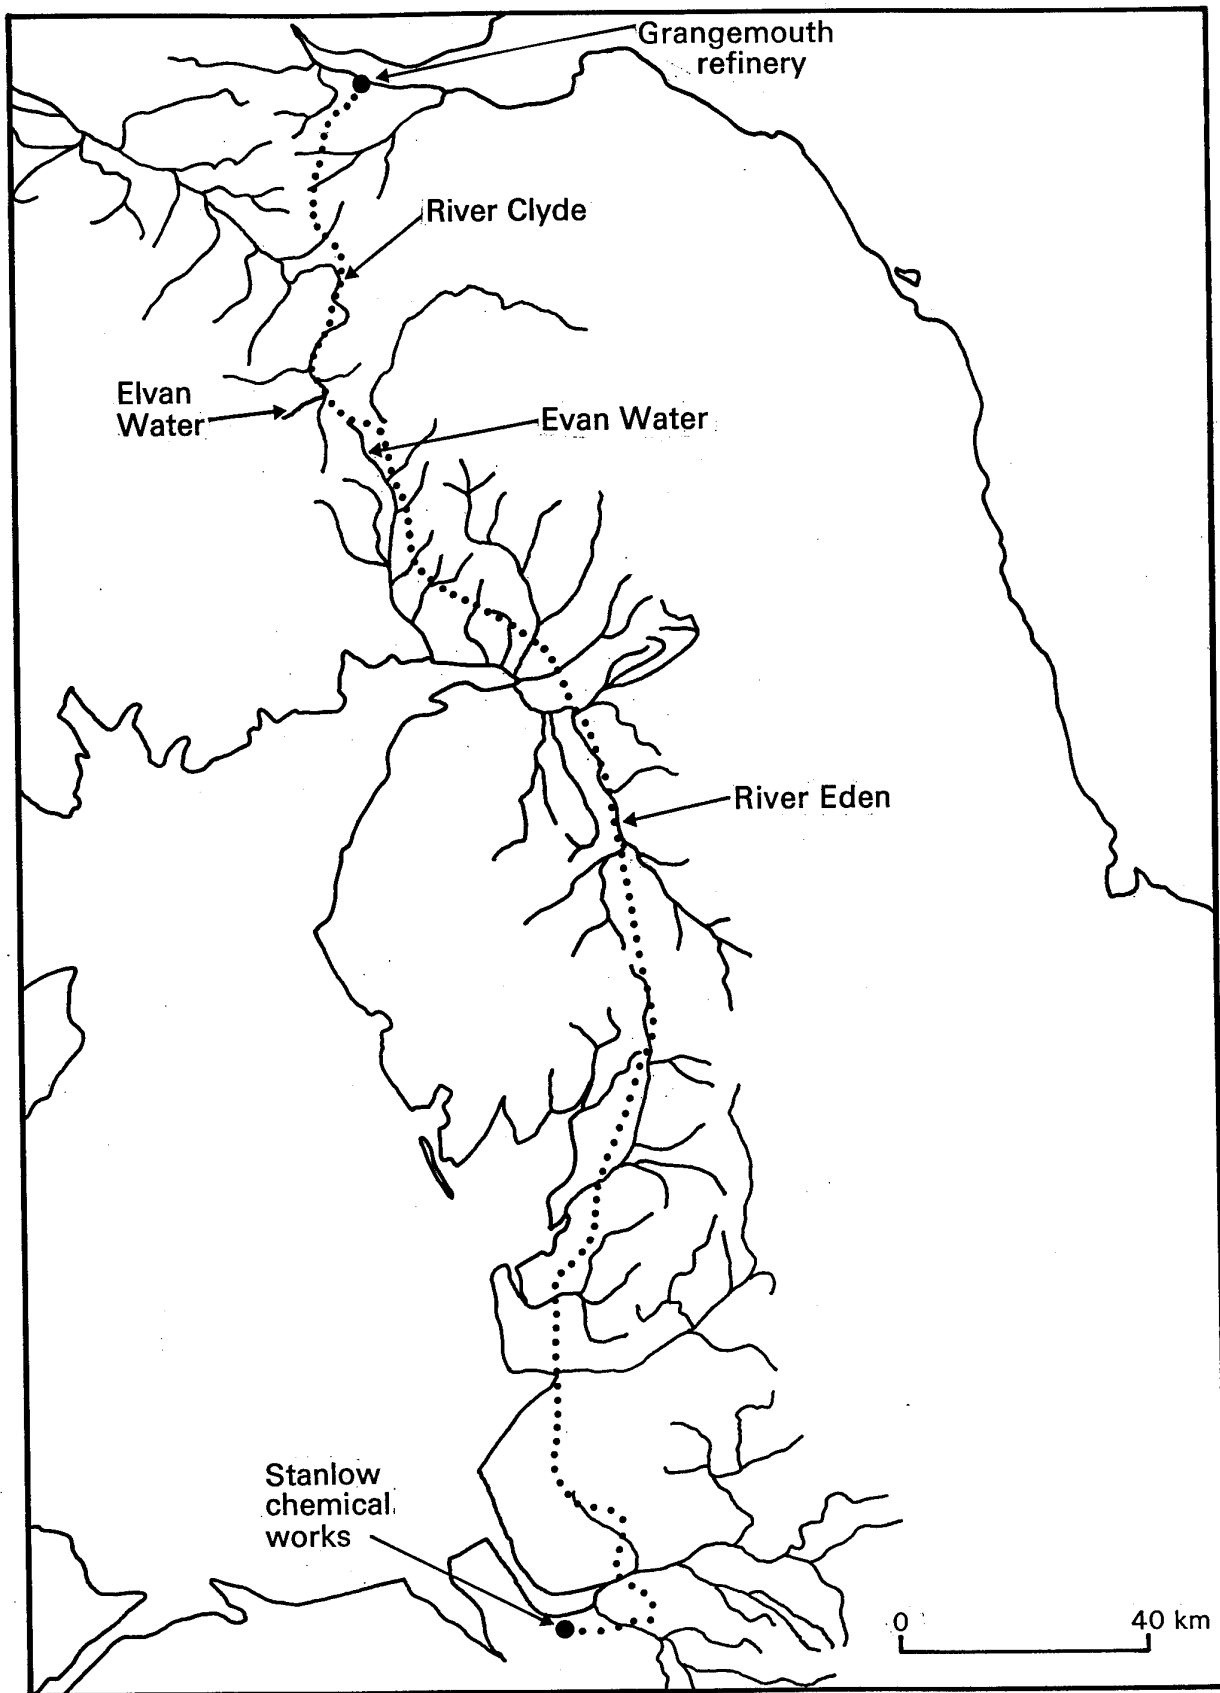 Grangemouth
refinery
River Clyde
Elvan
Water
Evan Water
River Eden
Stanlow
chemical
works
0 40 km